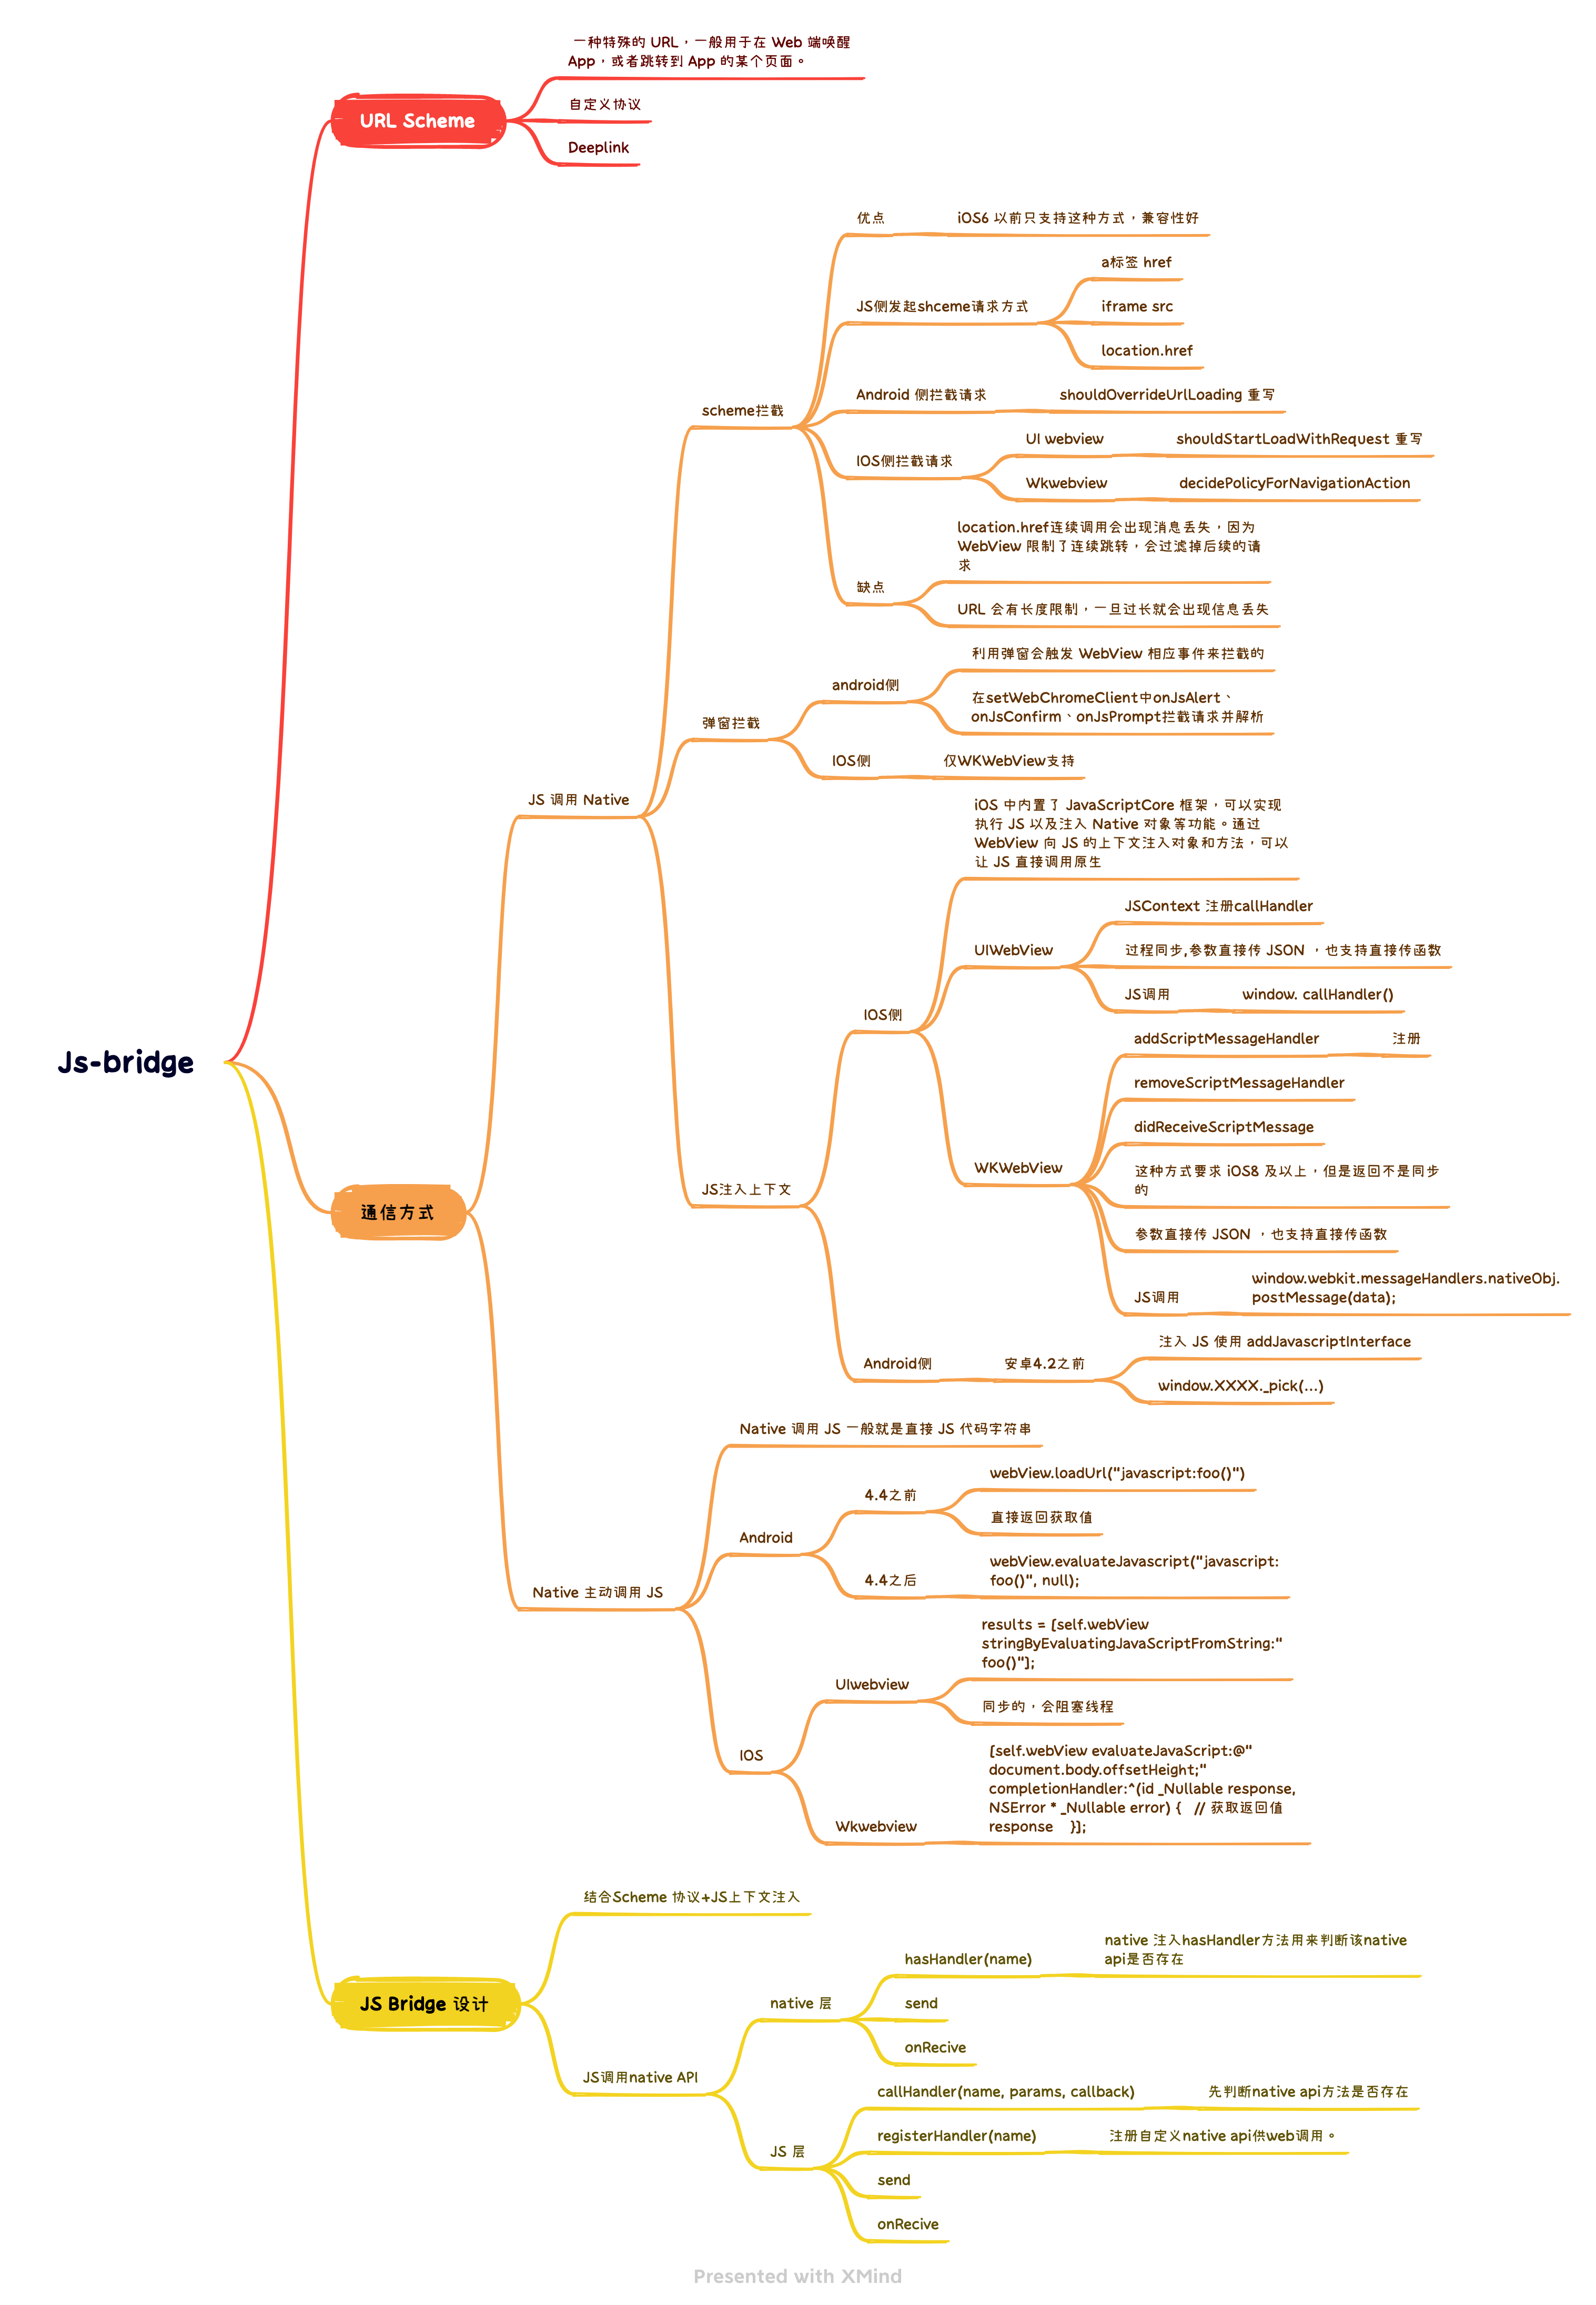 一种特殊的 URL，一般用于在 Web 端唤醒
App，或者跳转到 App 的某个页面。
URL Scheme
自定义协议
Deeplink
优点
iOS6 以前只支持这种方式，兼容性好
a标签 href
JS侧发起shceme请求方式
iframe src
location.href
scheme拦截
Android 侧拦截请求
shouldOverrideUrlLoading 重写
IOS侧拦截请求
UI webview
shouldStartLoadWithRequest 重写
Wkwebview
decidePolicyForNavigationAction
location.href连续调用会出现消息丢失，因为
WebView 限制了连续跳转，会过滤掉后续的请
求
缺点
URL 会有长度限制，一旦过长就会出现信息丢失
利用弹窗会触发 WebView 相应事件来拦截的
android侧
在setWebChromeClient中onJsAlert、
onJsConfirm、onJsPrompt拦截请求并解析
弹窗拦截
IOS侧
仅WKWebView支持
JS 调用 Native
iOS 中内置了 JavaScriptCore 框架，可以实现
执行 JS 以及注入 Native 对象等功能。通过
WebView 向 JS 的上下文注入对象和方法，可以
让 JS 直接调用原生
JSContext 注册callHandler
UIWebView
过程同步,参数直接传 JSON ，也支持直接传函数
JS调用
window. callHandler()
IOS侧
addScriptMessageHandler
注册
removeScriptMessageHandler
didReceiveScriptMessage
WKWebView
这种方式要求 iOS8 及以上，但是返回不是同步
的
参数直接传 JSON ，也支持直接传函数
JS调用
window.webkit.messageHandlers.nativeObj.
postMessage(data);
JS注入上下文
Android侧
安卓4.2之前
注入 JS 使用 addJavascriptInterface
window.XXXX._pick(...)
Js-bridge
通信方式
Native 调用 JS 一般就是直接 JS 代码字符串
4.4之前
webView.loadUrl("javascript:foo()")
直接返回获取值
Android
4.4之后
webView.evaluateJavascript("javascript:
foo()", null);
Native 主动调用 JS
results = [self.webView
stringByEvaluatingJavaScriptFromString:"
foo()"];
UIwebview
同步的，会阻塞线程
IOS
[self.webView evaluateJavaScript:@"
document.body.offsetHeight;"
completionHandler:^(id _Nullable response,
NSError * _Nullable error) {   // 获取返回值
response    }];
Wkwebview
结合Scheme 协议+JS上下文注入
JS Bridge 设计
hasHandler(name)
native 注入hasHandler方法用来判断该native
api是否存在
native 层
send
onRecive
JS调用native API
callHandler(name, params, callback)
先判断native api方法是否存在
registerHandler(name)
注册自定义native api供web调用。
JS 层
send
onRecive
Presented with XMind